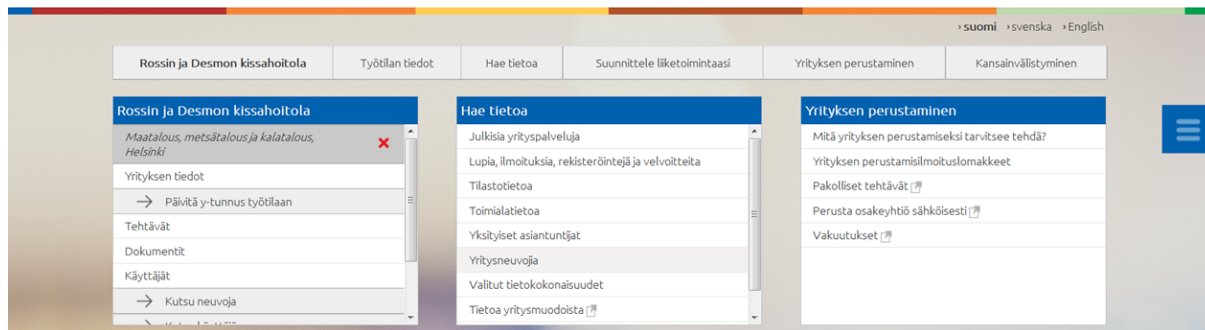 suomi svenska English
Rossin ja Desmon kissahoitola Työtilan tiedot Hae tietoa Suunnittele liiketoimintaasi Yrityksen perustaminen Kansainvälistyminen
Rossin ja Desmon kissahoitola
Maatalous, metsätalous ja kalatalous,
Helsinki
Yrityksen tiedot
Päivitä y-tunnus työtilaan
Tehtävät
Dokumentit
Käyttäjät
Kutsu neuvoja
Hae tietoa
Julkisia yrityspalveluja
Lupia, ilmoituksia, rekisteröintejä ja velvoitteita
Tilastotietoa
Toimialatietoa
Yksityiset asiantuntijat
Yritysneuvojia
Valitut tietokokonaisuudet
Tietoa yritysmuodoista
Yrityksen perustaminen
Mitä yrityksen perustamiseksi tarvitsee tehdä?
Yrityksen perustamisilmoituslomakkeet
Pakolliset tehtävät
Perusta osakeyhtiö sähköisesti
Vakuutukset